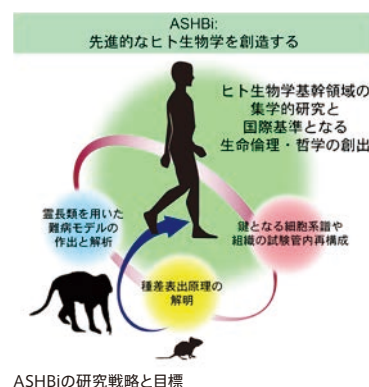 ASHBi:
先進的なヒト生物学を創造する
ヒト生物学基幹領域の
集学的研究と
国際基準となる
生命倫理・哲学の創出
霊長類を用いた
難病モデルの
作出と解析
鍵となる細胞系譜や
組織の試験管内再構成
種差表出原理の
解明
ASHBiの研究戦略と目標